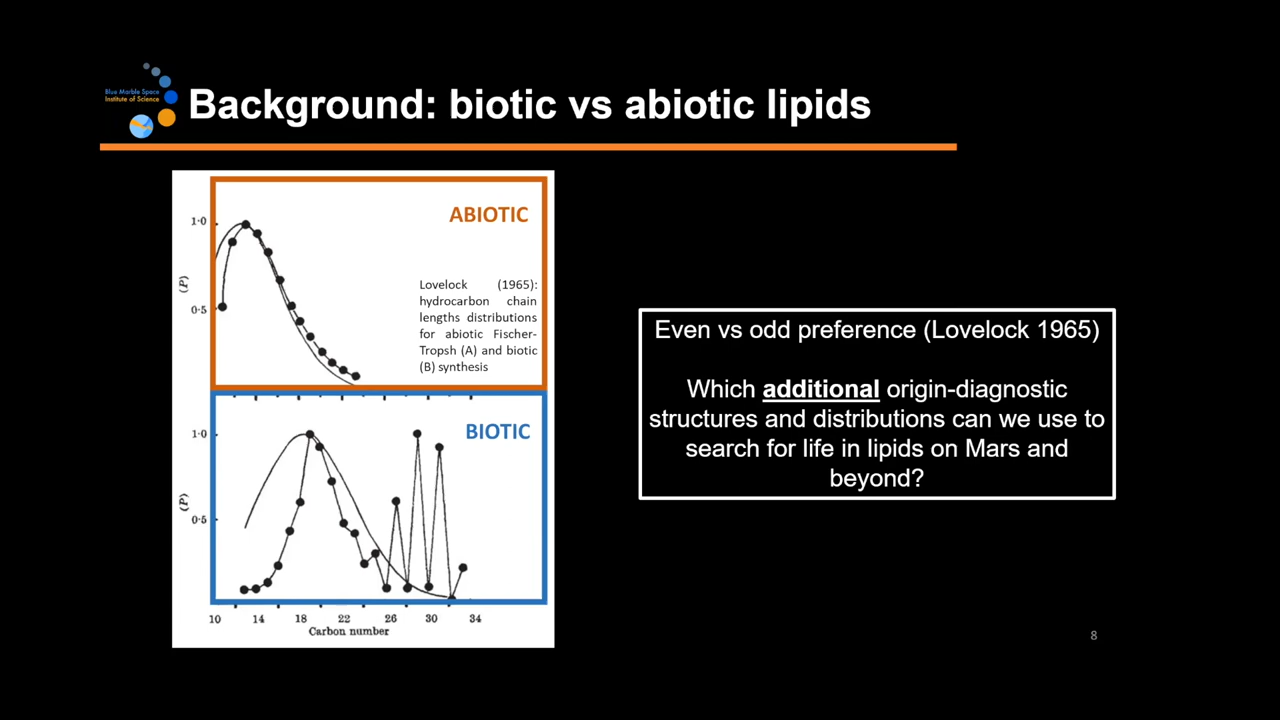 Blue Marble Space
Institute of Science
Background: biotic vs abiotic lipids
ABIOTIC
1·0
(P)
0·5
Lovelock (1965):
hydrocarbon chain
lengths distributions
for abiotic Fischer-
Tropsh (A) and biotic
(B) synthesis
BIOTIC
1·0
(P)
0·5
10 14 18 22 26 30 34
Carbon number
Even vs odd preference (Lovelock 1965)
Which additional origin-diagnostic
structures and distributions can we use to
search for life in lipids on Mars and
beyond?
8